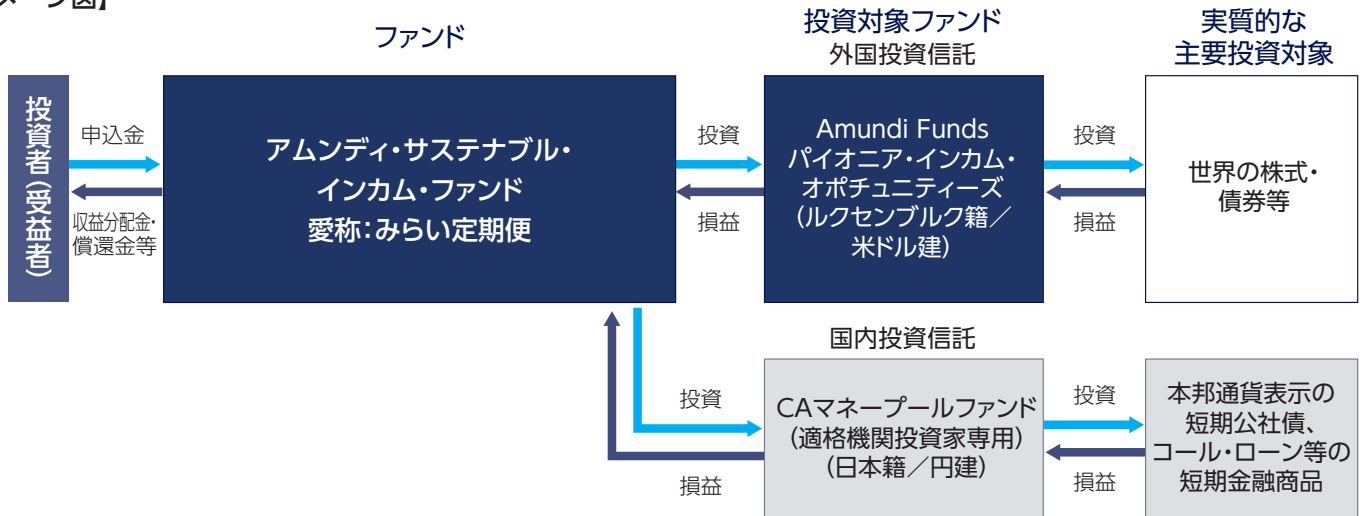 ファンド
投資対象ファンド
外国投資信託
実質的な
主要投資対象
投資者(受益者)
申込金
収益分配金・
償還金等
アムンディ・サステナブル・
インカム・ファンド
愛称：みらい定期便
投資
損益
Amundi Funds
パイオニア・インカム・
オポチュニティーズ
(ルクセンブルク籍／
米ドル建)
投資
損益
世界の株式・
債券等
国内投資信託
投資
損益
CAマネープールファンド
(適格機関投資家専用)
(日本籍／円建)
投資
損益
本邦通貨表示の
短期公社債、
コール・ローン等の
短期金融商品